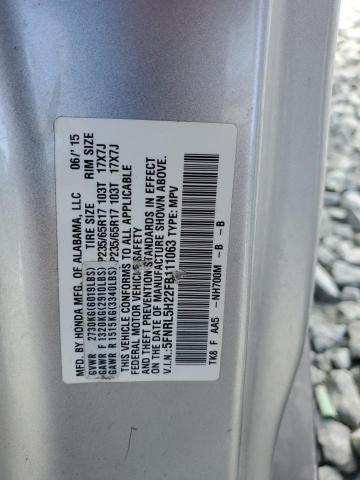 MFD. BY HONDA MFG. OF ALABAMA, LLC 06/'15
GVWR 2730KG(6019LBS) TIRE SIZE RIM SIZE
GAWR F 1320KG(2910LBS) P235/65R17 103T 17X7J
GAWR R 1515KG(3340LBS) P235/65R17 103T 17X7J
THIS VEHICLE CONFORMS TO ALL APPLICABLE
FEDERAL MOTOR VEHICLE SAFETY
AND THEFT PREVENTION STANDARDS IN EFFECT
ON THE DATE OF MANUFACTURE SHOWN ABOVE.
V.I.N.:5FNRL5H22FB111063 TYPE: MPV
TK8 F AA5 -NH700M - B - B